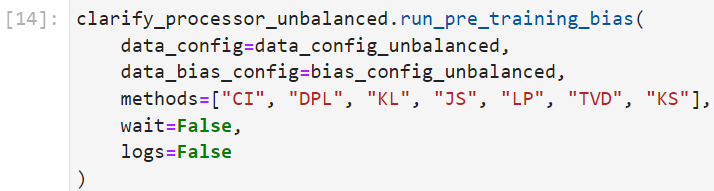 [14]: clarify_processor_unbalanced.run_pre_training_bias(
    data_config=data_config_unbalanced,
    data_bias_config=bias_config_unbalanced,
    methods=["CI", "DPL", "KL", "JS", "LP", "TVD", "KS"],
    wait=False,
    logs=False
)